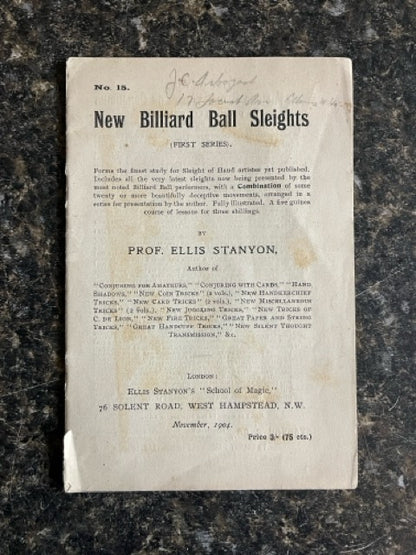 No. 15.
J.C.
New Billiard Ball Sleights
(FIRST SERIES).
Forms the finest study for Sleight of Hand artistes yet published.
Includes all the very latest sleights now being presented by the
most noted Billiard Ball performers, with a Combination of some
twenty or more beautifully deceptive movements, arranged in a
series for presentation by the author. Fully illustrated. A five guinea
course of lessons for three shillings.
BY
PROF. ELLIS STANYON,
Author of
"CONJURING FOR AMATEURS," "CONJURING WITH CARDS," "HAND
SHADOWS," "NEW COIN TRICKS" (2 vols.), "NEW HANDKERCHIEF
TRICKS," "NEW CARD TRICKS" (2 vols.), "NEW MISCELLANEOUS
TRICKS" (2 vols.), "NEW JUGGLING TRICKS," "NEW TRICKS OF
C. DE LION," "NEW FIRE TRICKS," "GREAT PAPER AND STRING
TRICKS," "GREAT HANDCUFF TRICKS," "NEW SILENT THOUGHT
TRANSMISSION," &c.
LONDON:
ELLIS STANYON'S "SCHOOL OF MAGIC,"
76 SOLENT ROAD, WEST HAMPSTEAD, N.W.
November, 1904.
Price 3/- (75 cts.)